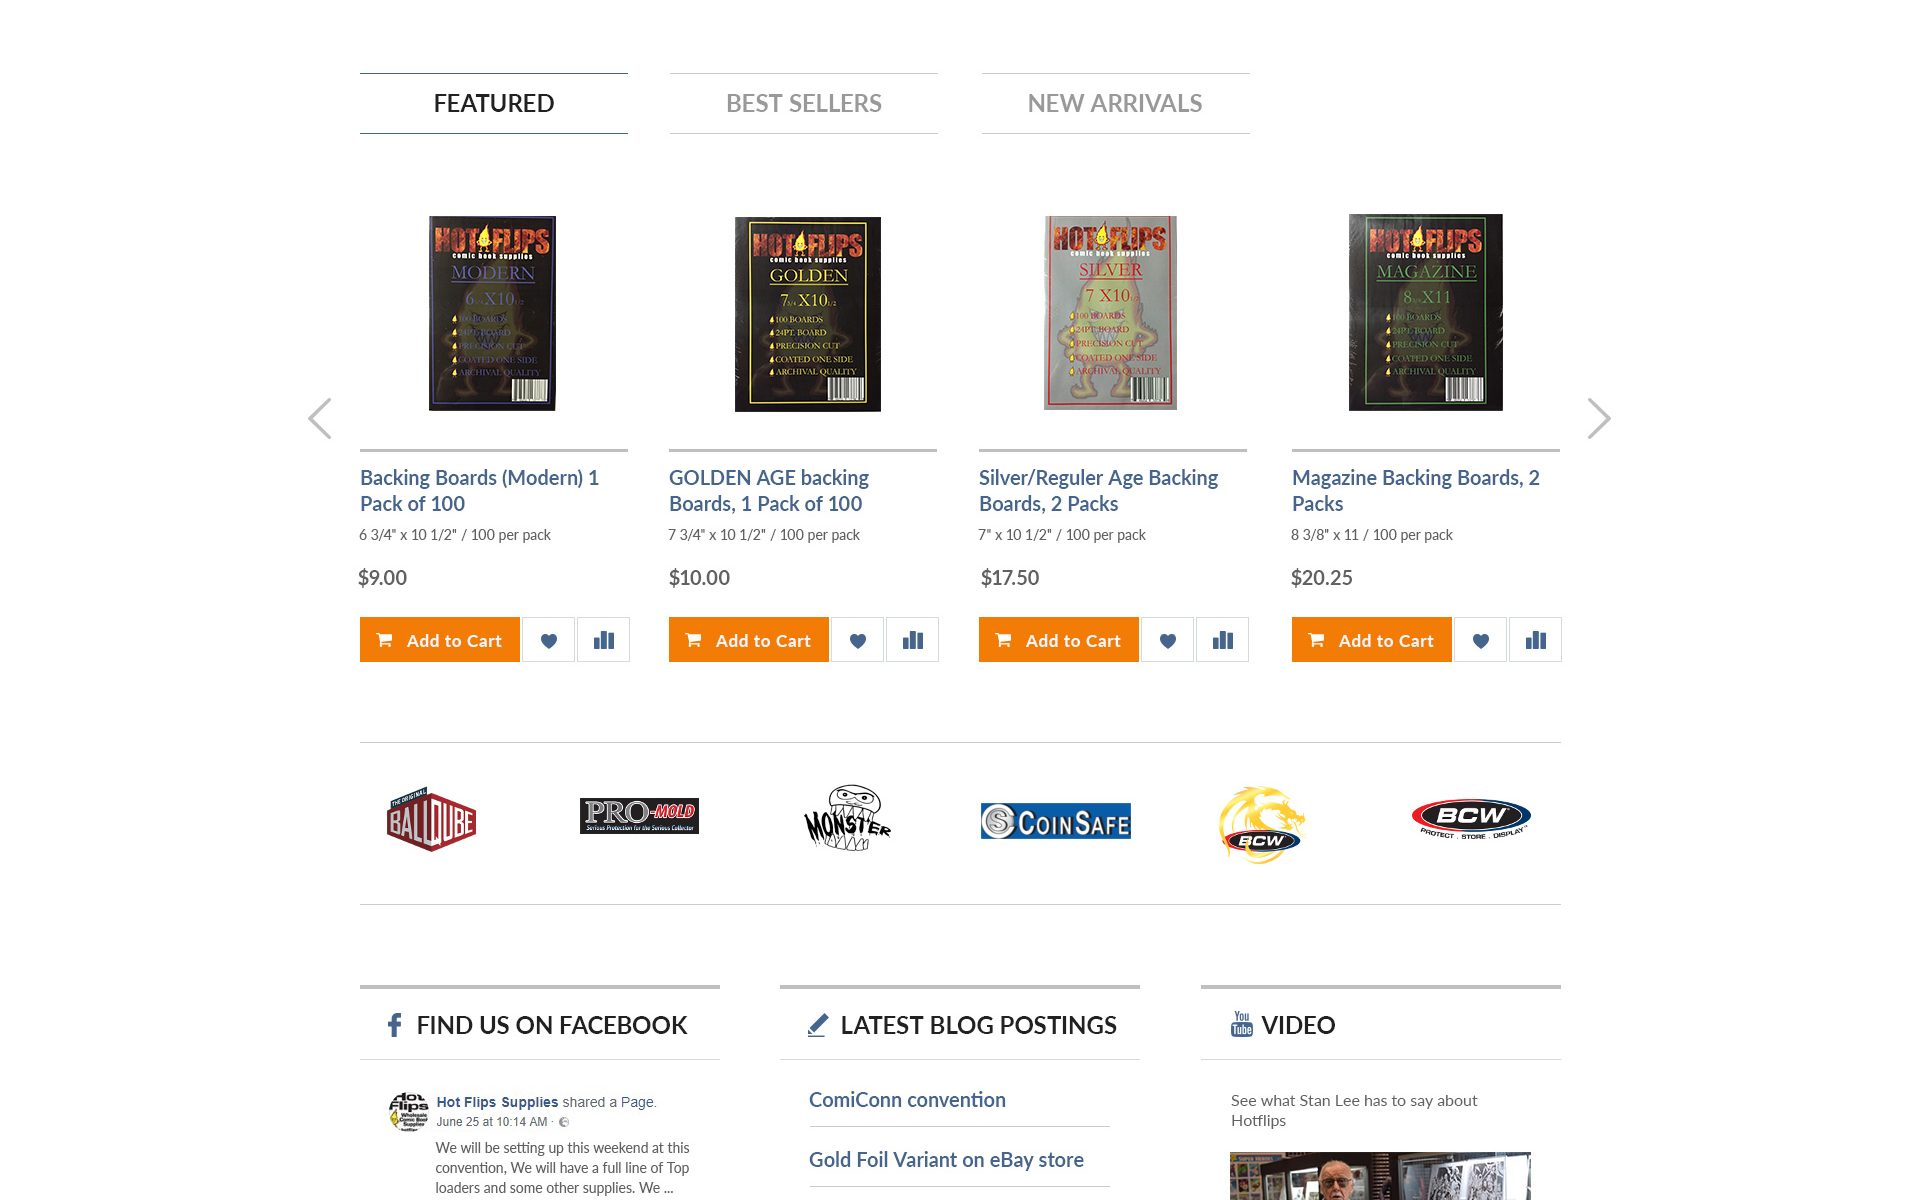 FEATURED
BEST SELLERS
NEW ARRIVALS
HOT FLIPS
comic book supplies
MODERN
6 3/4 X10 1/2
100 BOARDS
24PT. BOARD
PRECISION CUT
COATED ONE SIDE
ARCHIVAL QUALITY
HOT FLIPS
comic book supplies
GOLDEN
7 3/4 X10 1/2
100 BOARDS
24PT. BOARD
PRECISION CUT
COATED ONE SIDE
ARCHIVAL QUALITY
HOT FLIPS
comic book supplies
SILVER
7 X10 1/2
100 BOARDS
24PT. BOARD
PRECISION CUT
COATED ONE SIDE
ARCHIVAL QUALITY
HOT FLIPS
comic book supplies
MAGAZINE
8 3/8 X11
100 BOARDS
24PT. BOARD
PRECISION CUT
COATED ONE SIDE
ARCHIVAL QUALITY
Backing Boards (Modern) 1
Pack of 100
6 3/4" x 10 1/2" / 100 per pack
$9.00
Add to Cart
GOLDEN AGE backing
Boards, 1 Pack of 100
7 3/4" x 10 1/2" / 100 per pack
$10.00
Add to Cart
Silver/Reguler Age Backing
Boards, 2 Packs
7" x 10 1/2" / 100 per pack
$17.50
Add to Cart
Magazine Backing Boards, 2
Packs
8 3/8" x 11 / 100 per pack
$20.25
Add to Cart
THE ORIGINAL
BALLQUBE
PRO-MOLD
Serious Protection for the Serious Collector
MONSTER
COINSAFE
BCW
BCW
PROTECT . STORE . DISPLAY™
FIND US ON FACEBOOK
Hot Flips Supplies shared a Page.
June 25 at 10:14 AM ·
We will be setting up this weekend at this
convention, We will have a full line of Top
loaders and some other supplies. We ...
LATEST BLOG POSTINGS
ComiConn convention
Gold Foil Variant on eBay store
You
Tube
VIDEO
See what Stan Lee has to say about
Hotflips